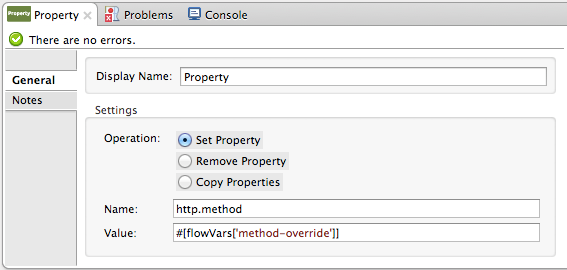 Property Property Problems Console
There are no errors.
General
Notes
Display Name: Property
Settings
Operation: Set Property
Remove Property
Copy Properties
Name: http.method
Value: #[flowVars['method-override']]